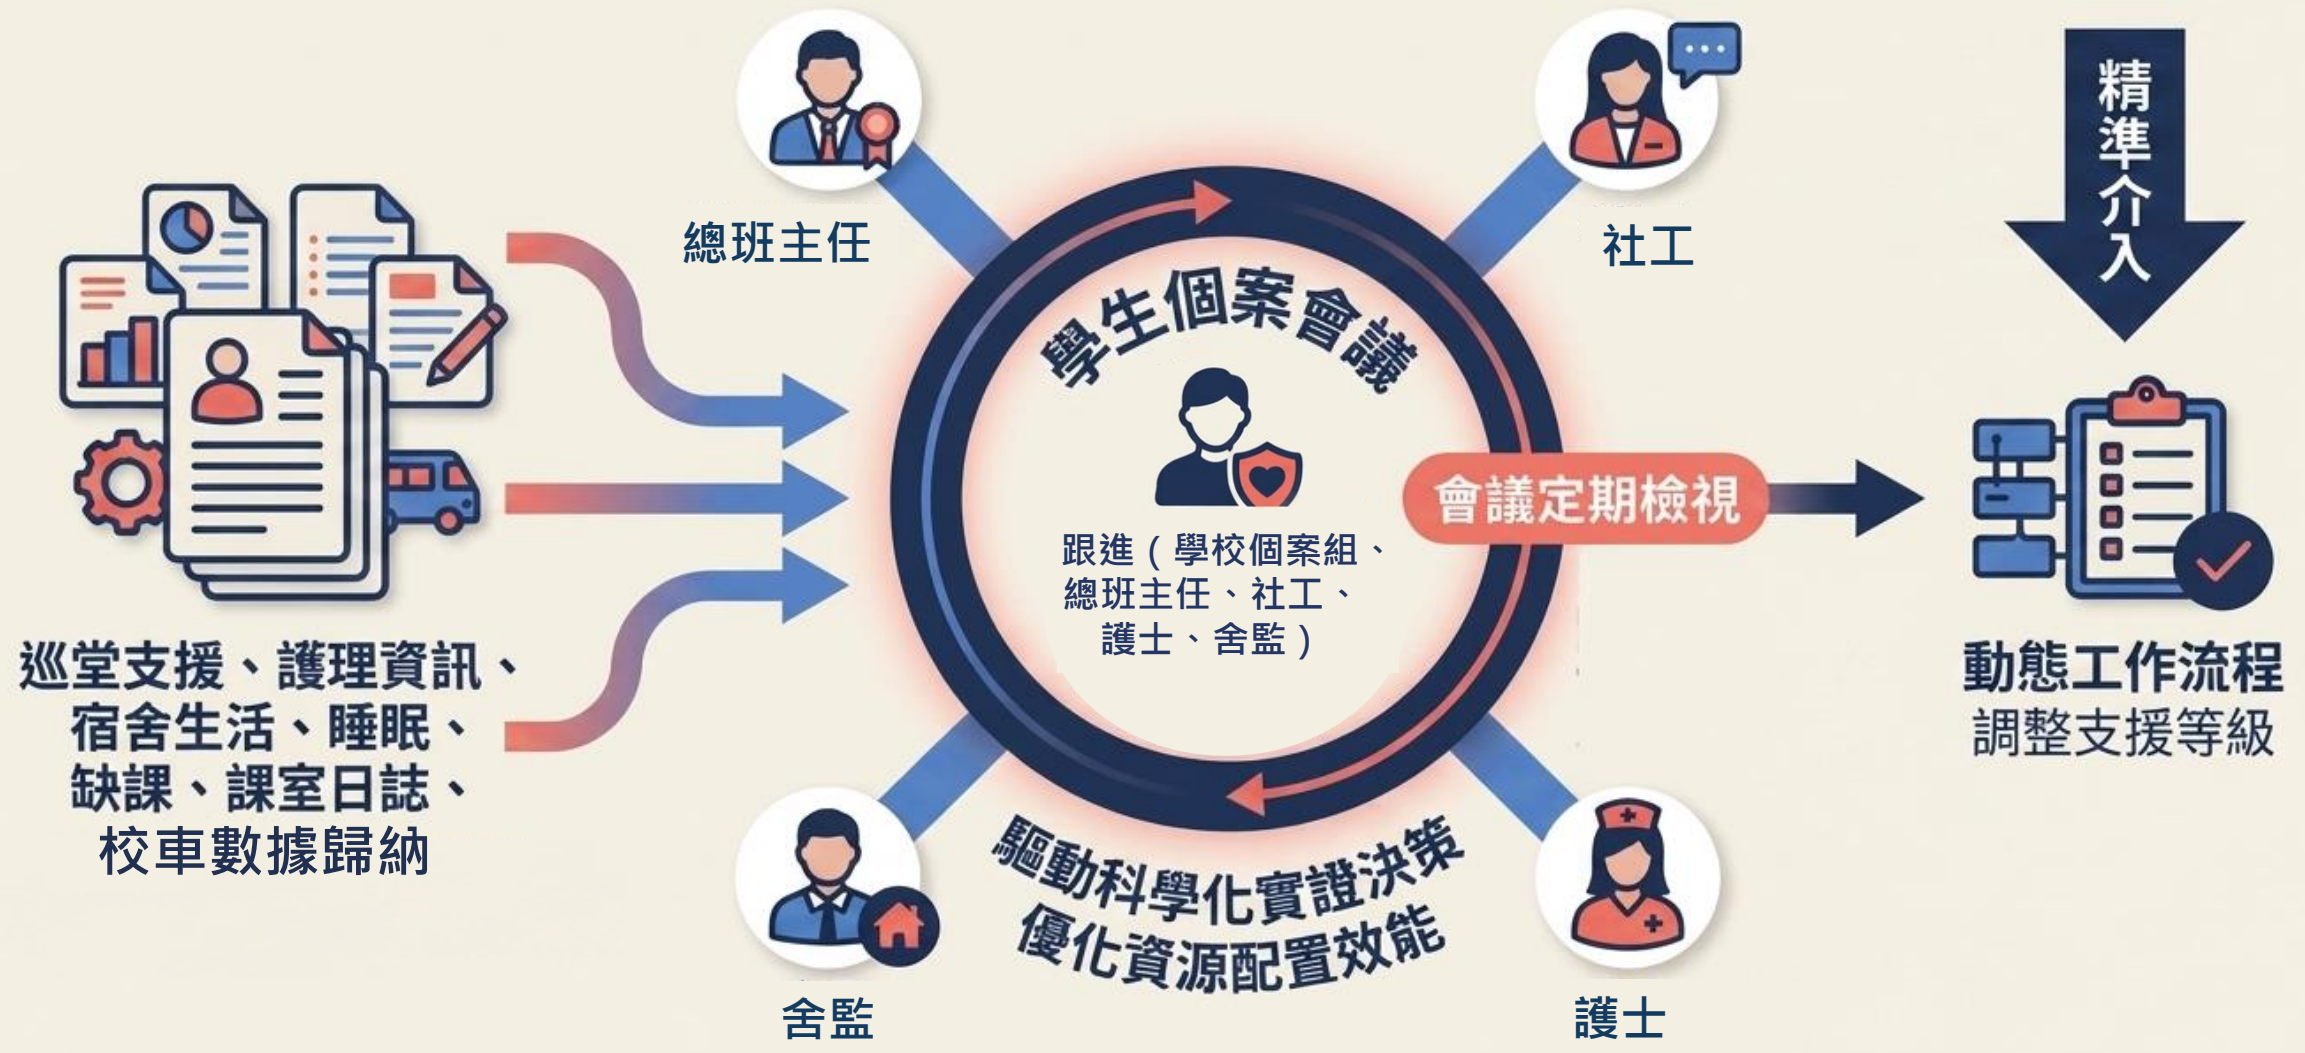 巡堂支援、護理資訊、
宿舍生活、睡眠、
缺課、課室日誌、
校車數據歸納
總班主任
社工
學生個案會議
跟進（學校個案組、
總班主任、社工、
護士、舍監）
會議定期檢視
驅動科學化實證決策
優化資源配置效能
舍監
護士
精準介入
動態工作流程
調整支援等級